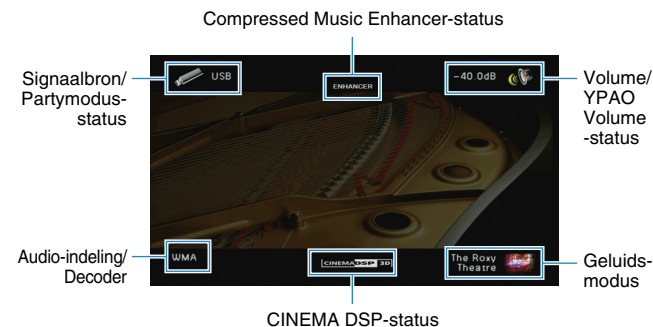 Compressed Music Enhancer-status
Signaalbron/
Partymodus-
status
USB
ENHANCER
-40.0dB
Volume/
YPAO
Volume
-status
Audio-indeling/
Decoder
WMA
CINEMA DSP 3D
The Roxy
Theatre
Geluids-
modus
CINEMA DSP-status